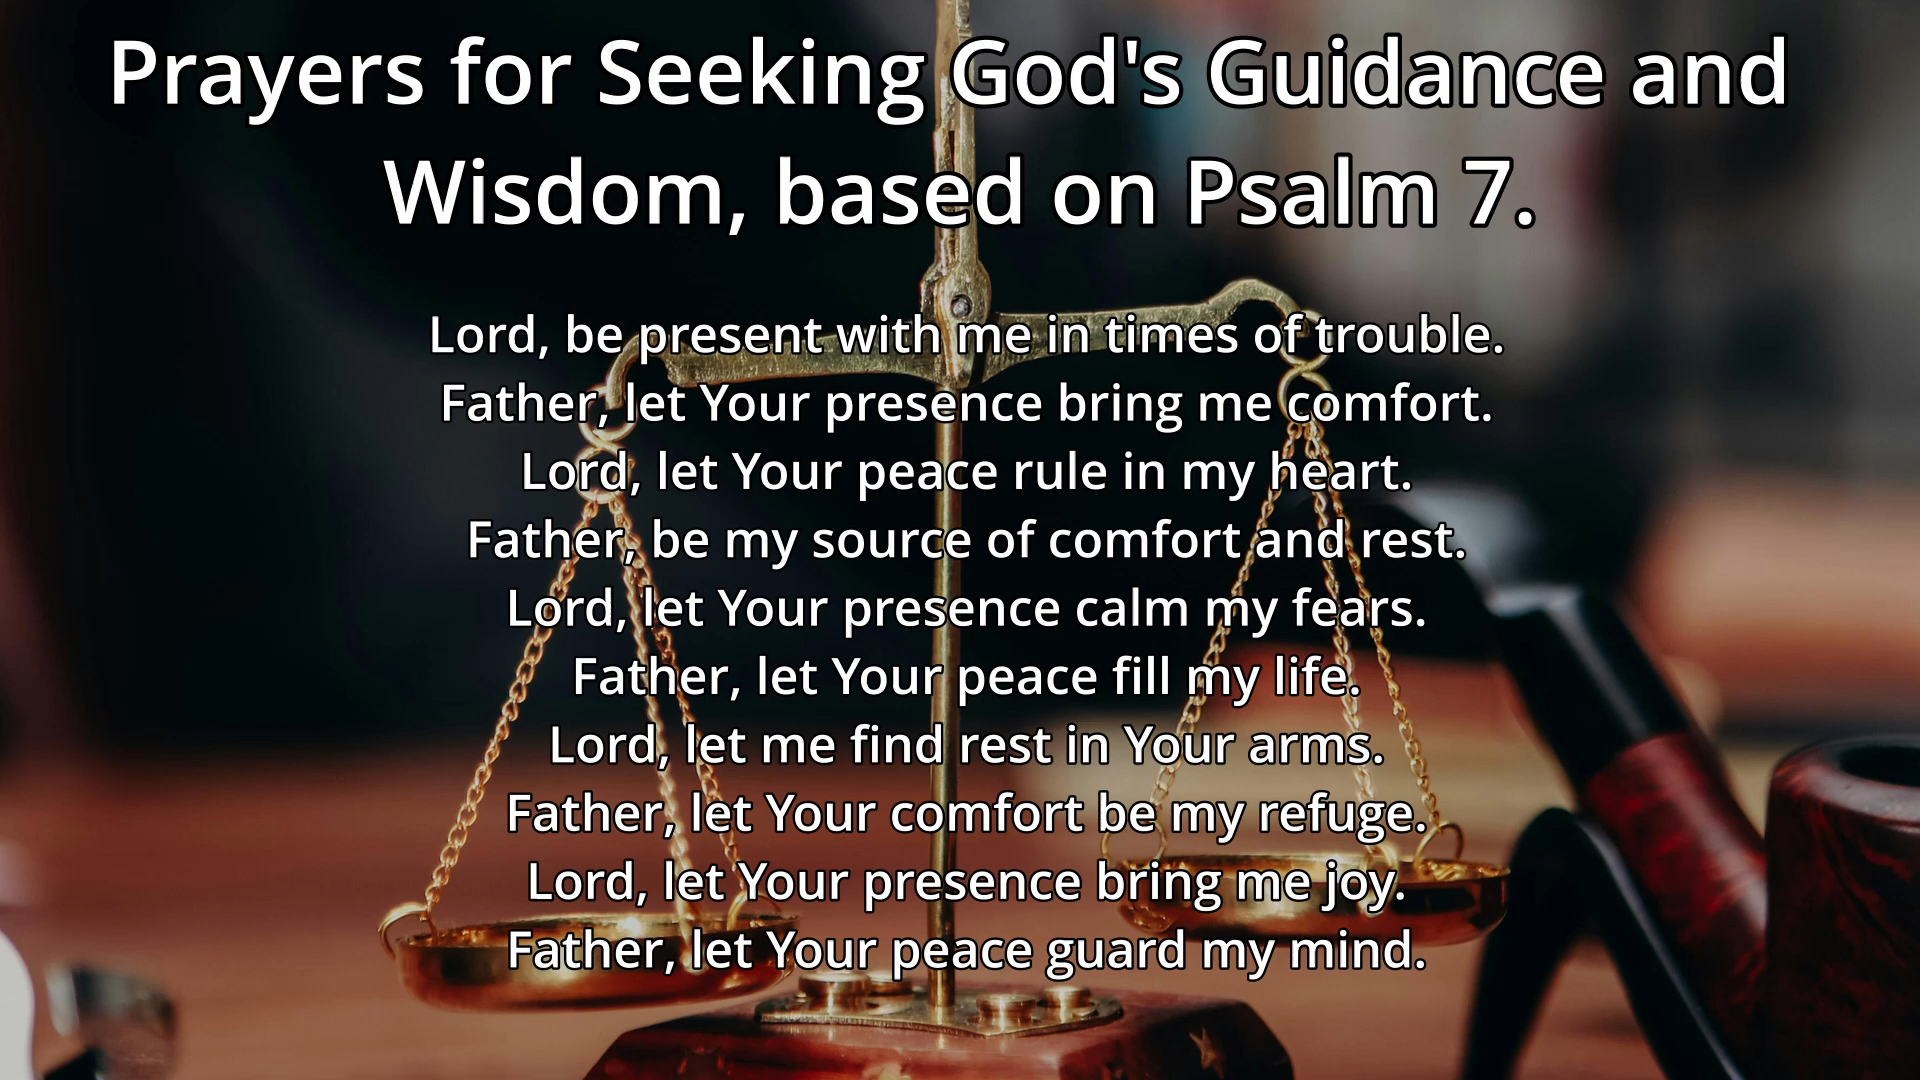 Prayers for Seeking God's Guidance and
Wisdom, based on Psalm 7.
Lord, be present with me in times of trouble.
Father, let Your presence bring me comfort.
Lord, let Your peace rule in my heart.
Father, be my source of comfort and rest.
Lord, let Your presence calm my fears.
Father, let Your peace fill my life.
Lord, let me find rest in Your arms.
Father, let Your comfort be my refuge.
Lord, let Your presence bring me joy.
Father, let Your peace guard my mind.